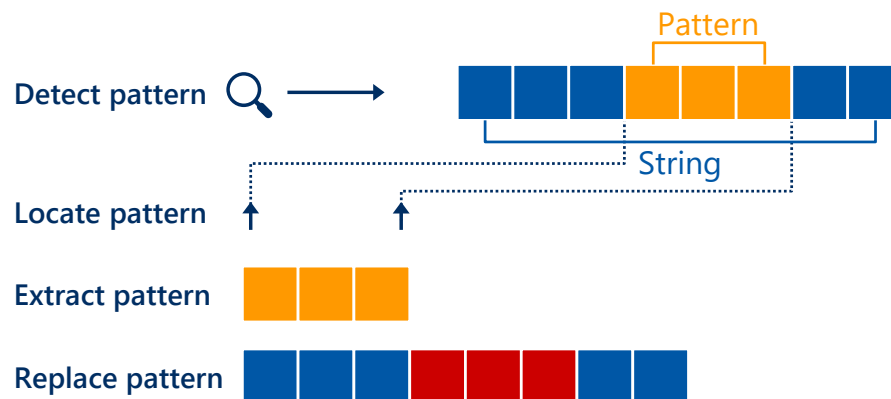 Pattern
Detect pattern
String
Locate pattern
Extract pattern
Replace pattern